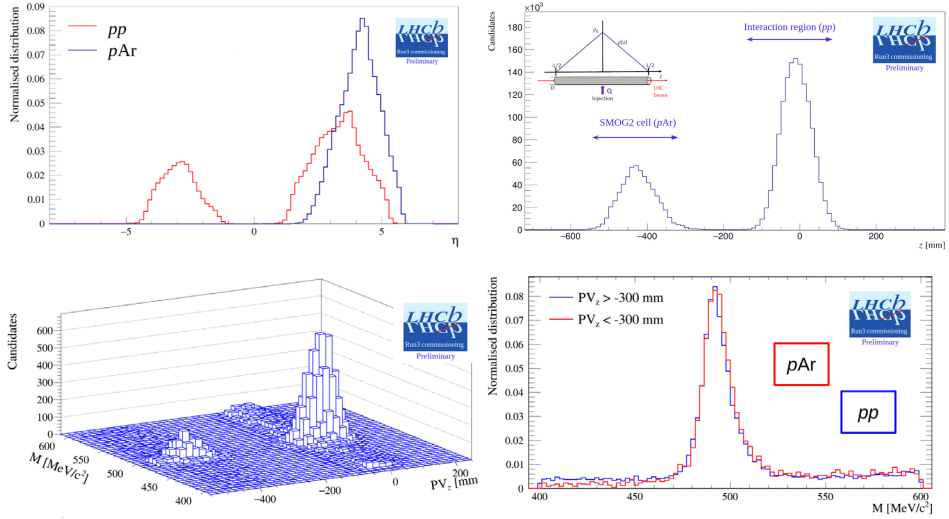 Normalised distribution
0.09
0.08
0.07
0.06
0.05
0.04
0.03
0.02
0.01
0
−5
0
5
η
pp
pAr
LHCb
Run3 commissioning
Preliminary
Candidates
×10³
180
160
140
120
100
80
60
40
20
0
−600
−400
−200
0
200
z [mm]
Interaction region (pp)
SMOG2 cell (pAr)
ρ₀
ρ(z)
L/2
z
0
Q
Injection
LHC
beam
LHCb
Run3 commissioning
Preliminary
Candidates
600
500
400
300
200
100
0
600
550
500
450
400
M [MeV/c²]
−400
−200
0
200
PVz [mm
LHCb
Run3 commissioning
Preliminary
Normalised distribution
0.08
0.07
0.06
0.05
0.04
0.03
0.02
0.01
0
400
450
500
550
600
M [MeV/c²]
PVz > -300 mm
PVz < -300 mm
pAr
pp
LHCb
Run3 commissioning
Preliminary